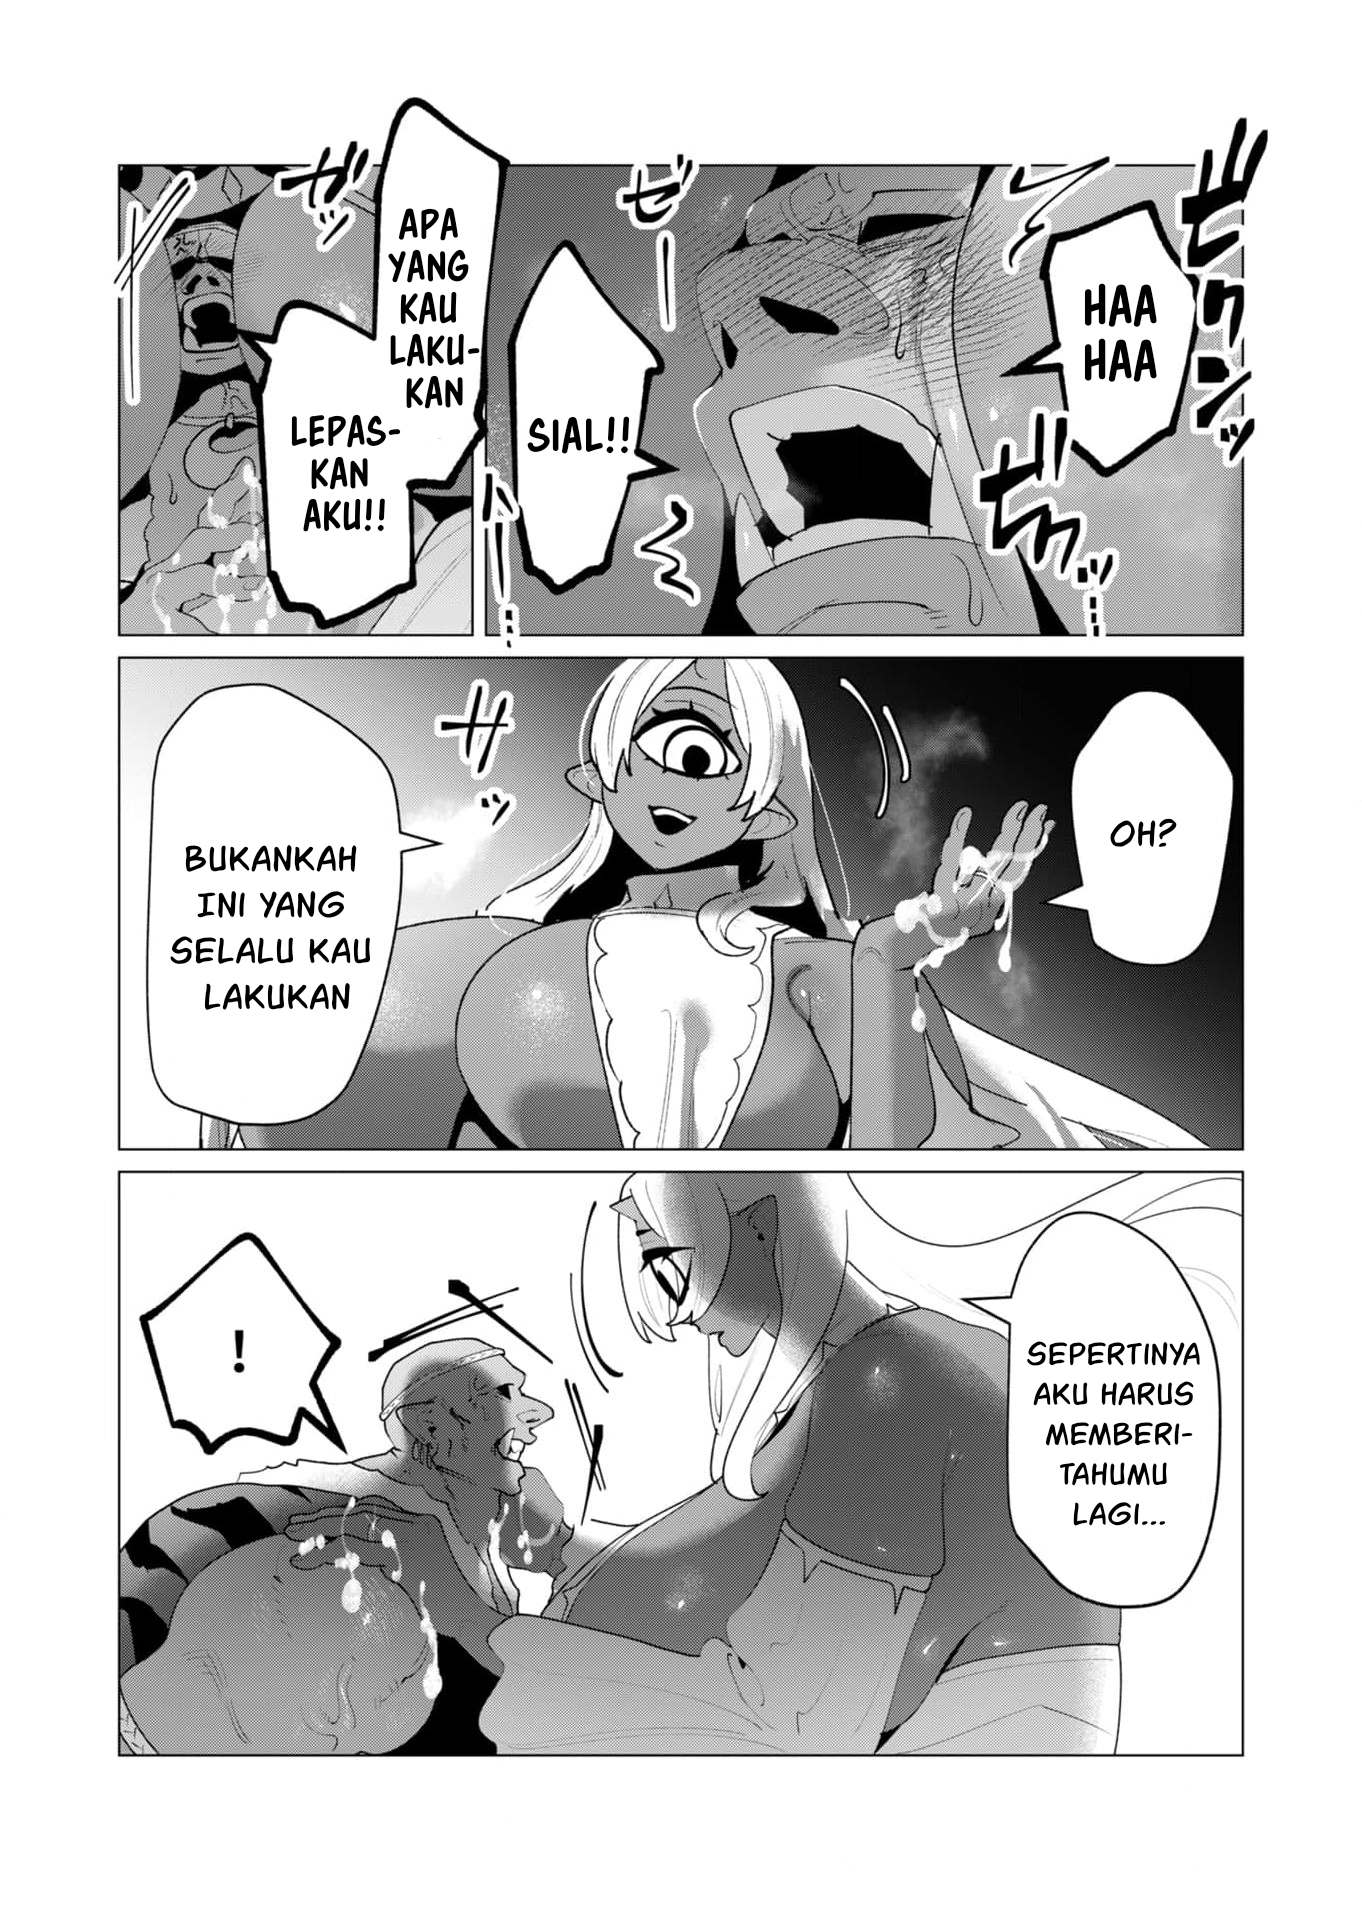 HAA
HAA
SIAL!!
APA
YANG
KAU
LAKU-
KAN
LEPAS-
KAN
AKU!!
OH?
BUKANKAH
INI YANG
SELALU KAU
LAKUKAN
SEPERTINYA
AKU HARUS
MEMBERI-
TAHUMU
LAGI...
!